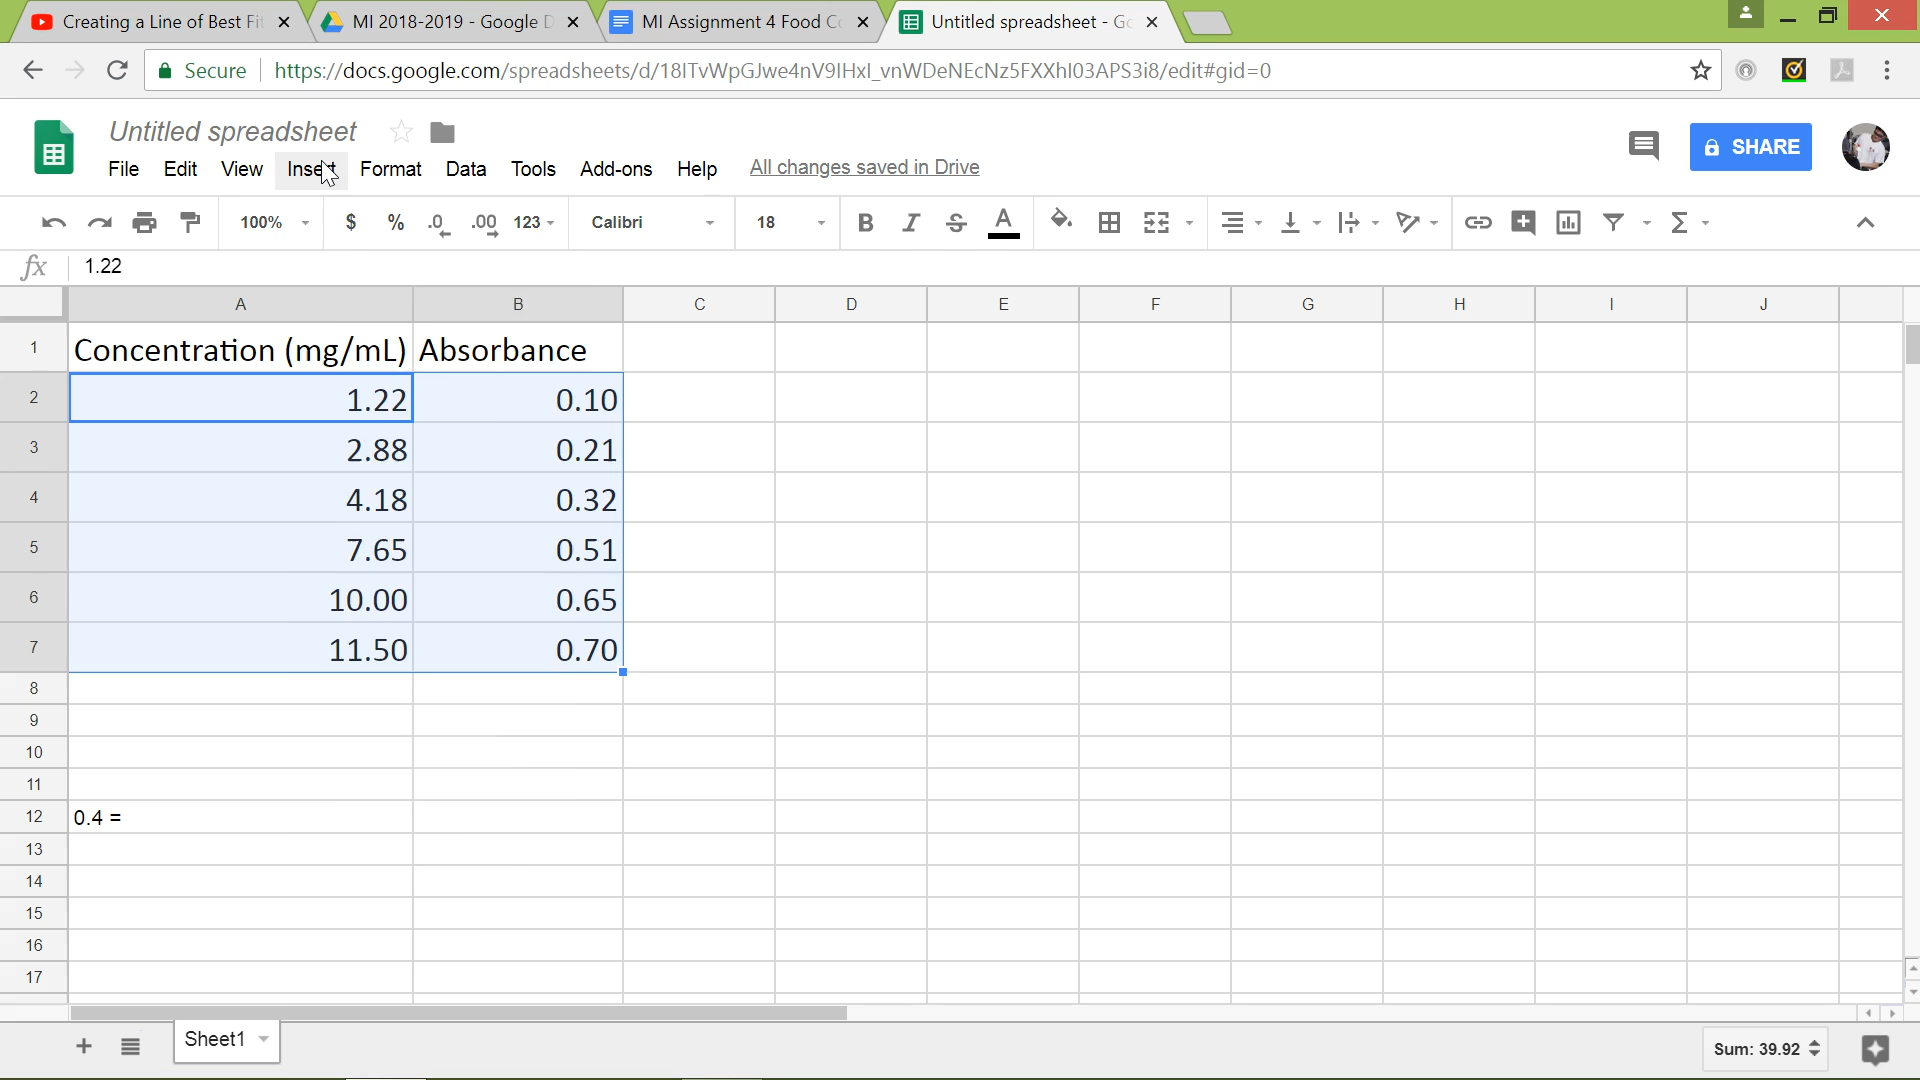 Creating a Line of Best Fi
MI 2018-2019 - Google D
MI Assignment 4 Food C
Untitled spreadsheet - G
Secure
https://docs.google.com/spreadsheets/d/18ITvWpGJwe4nV9IHxI_vnWDeNEcNz5FXXhI03APS3i8/edit#gid=0
Untitled spreadsheet
File Edit View Insert Format Data Tools Add-ons Help All changes saved in Drive
SHARE
100% $ % .0 .00 123 Calibri 18 B I S A Σ
fx 1.22
A B C D E F G H I J
1 Concentration (mg/mL) Absorbance
2 1.22 0.10
3 2.88 0.21
4 4.18 0.32
5 7.65 0.51
6 10.00 0.65
7 11.50 0.70
8
9
10
11
12 0.4 =
13
14
15
16
17
Sheet1
Sum: 39.92